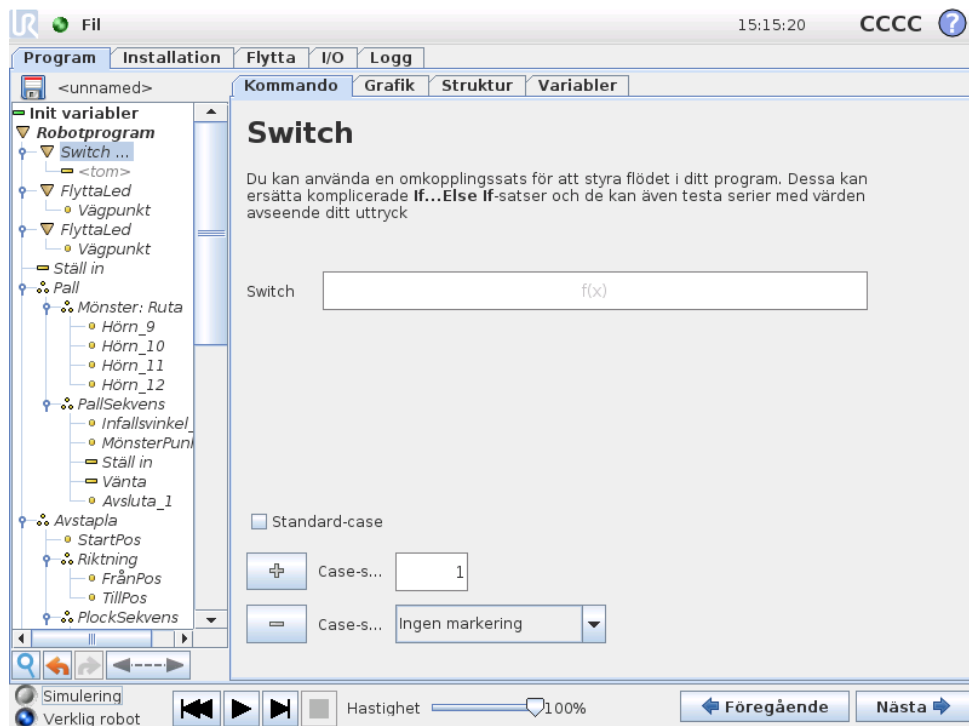 UR Fil 15:15:20 CCCC ?
Program Installation Flytta I/O Logg
<unnamed>
Kommando Grafik Struktur Variabler
Init variabler
Robotprogram
Switch ...
<tom>
FlyttaLed
Vägpunkt
FlyttaLed
Vägpunkt
Ställ in
Pall
Mönster: Ruta
Hörn_9
Hörn_10
Hörn_11
Hörn_12
PallSekvens
Infallsvinkel_
MönsterPun
Ställ in
Vänta
Avsluta_1
Avstapla
StartPos
Riktning
FrånPos
TillPos
PlockSekvens
Switch
Du kan använda en omkopplingssats för att styra flödet i ditt program. Dessa kan
ersätta komplicerade If...Else If-satser och de kan även testa serier med värden
avseende ditt uttryck
Switch f(x)
Standard-case
Case-s... 1
Case-s... Ingen markering
Simulering
Verklig robot
Hastighet 100%
Föregående Nästa